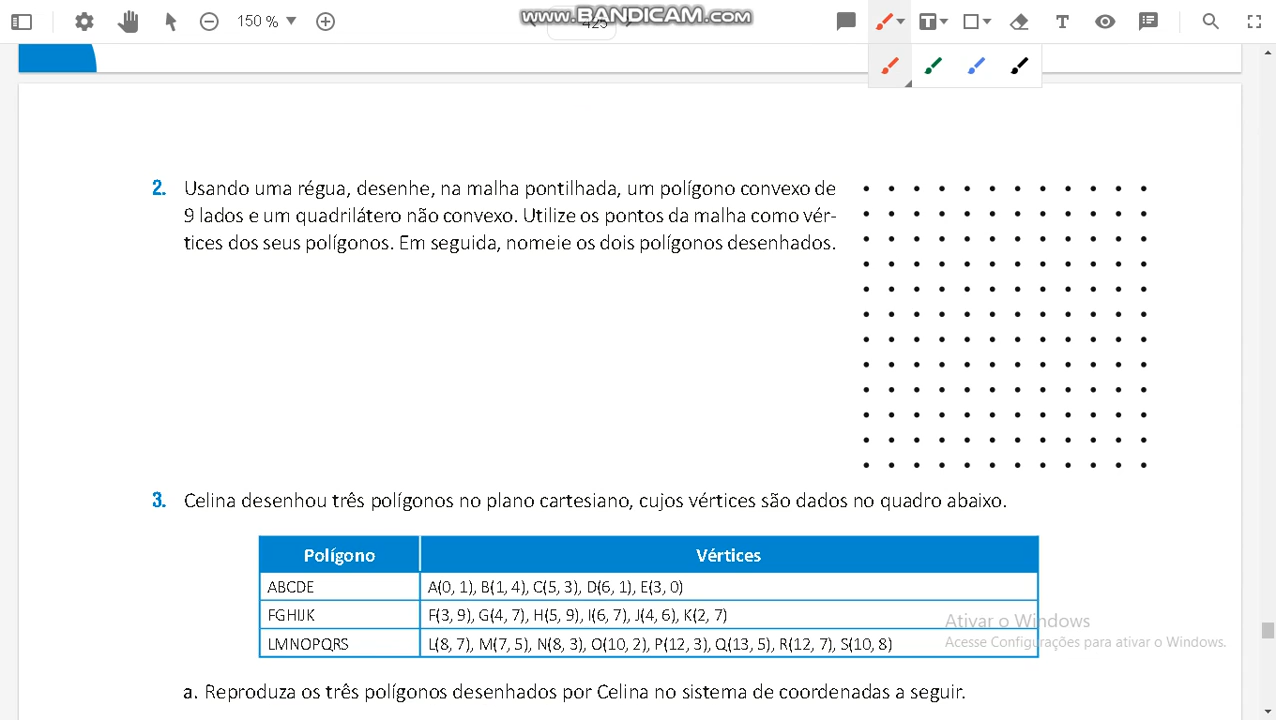 150 %
www.BANDICAM.com
2. Usando uma régua, desenhe, na malha pontilhada, um polígono convexo de
9 lados e um quadrilátero não convexo. Utilize os pontos da malha como vér-
tices dos seus polígonos. Em seguida, nomeie os dois polígonos desenhados.
3. Celina desenhou três polígonos no plano cartesiano, cujos vértices são dados no quadro abaixo.
Polígono Vértices
ABCDE A(0, 1), B(1, 4), C(5, 3), D(6, 1), E(3, 0)
FGHIJK F(3, 9), G(4, 7), H(5, 9), I(6, 7), J(4, 6), K(2, 7)
LMNOPQRS L(8, 7), M(7, 5), N(8, 3), O(10, 2), P(12, 3), Q(13, 5), R(12, 7), S(10, 8)
Ativar o Windows
Acesse Configurações para ativar o Windows.
a. Reproduza os três polígonos desenhados por Celina no sistema de coordenadas a seguir.